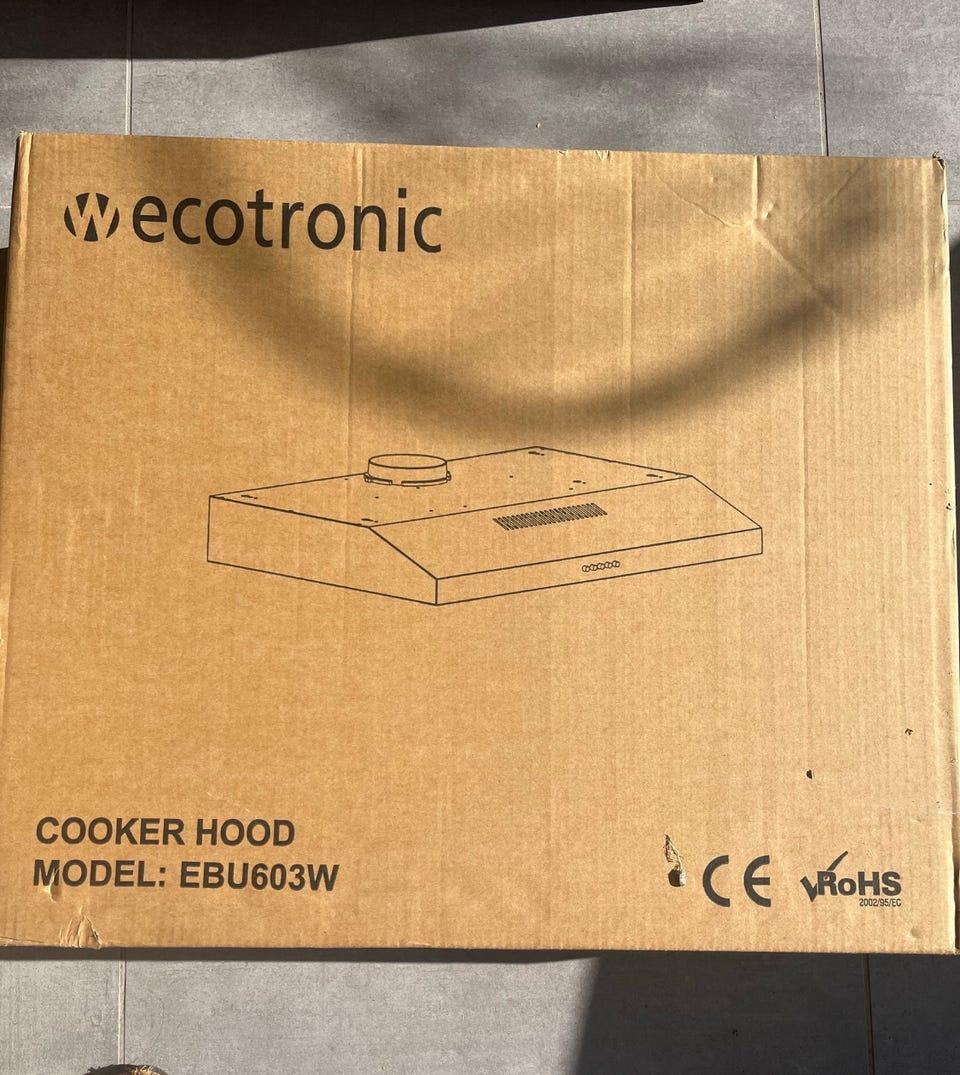 ecotronic
COOKER HOOD
MODEL: EBU603W
CE
RoHS
2002/95/EC